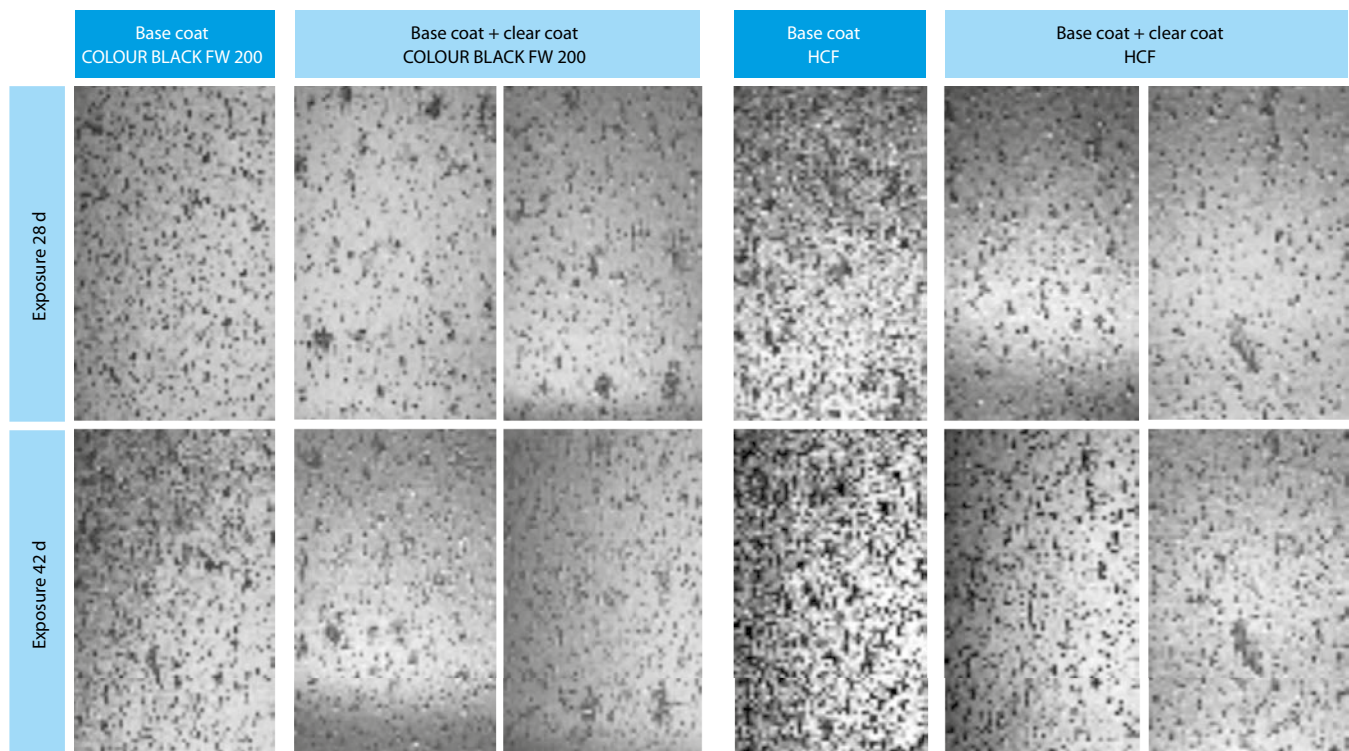 Base coat
COLOUR BLACK FW 200
Base coat + clear coat
COLOUR BLACK FW 200
Base coat
HCF
Base coat + clear coat
HCF
Exposure 28 d
Exposure 42 d